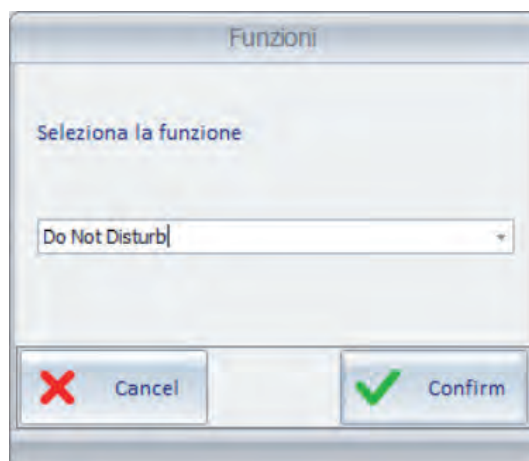 Funzioni
Seleziona la funzione
Do Not Disturb
Cancel
Confirm